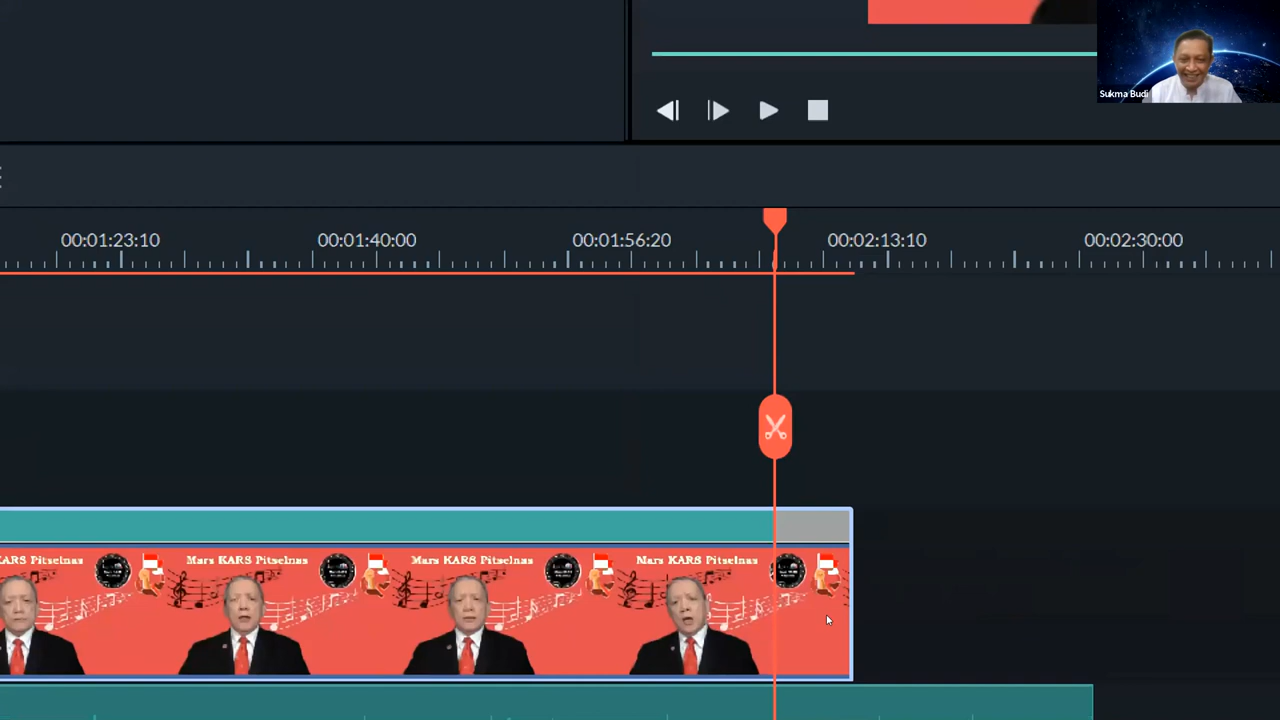 Sukma Budi
00:01:23:10 00:01:40:00 00:01:56:20 00:02:13:10 00:02:30:00
KARS Pitselnas Mars KARS Pitselnas Mars KARS Pitselnas Mars KARS Pitselnas